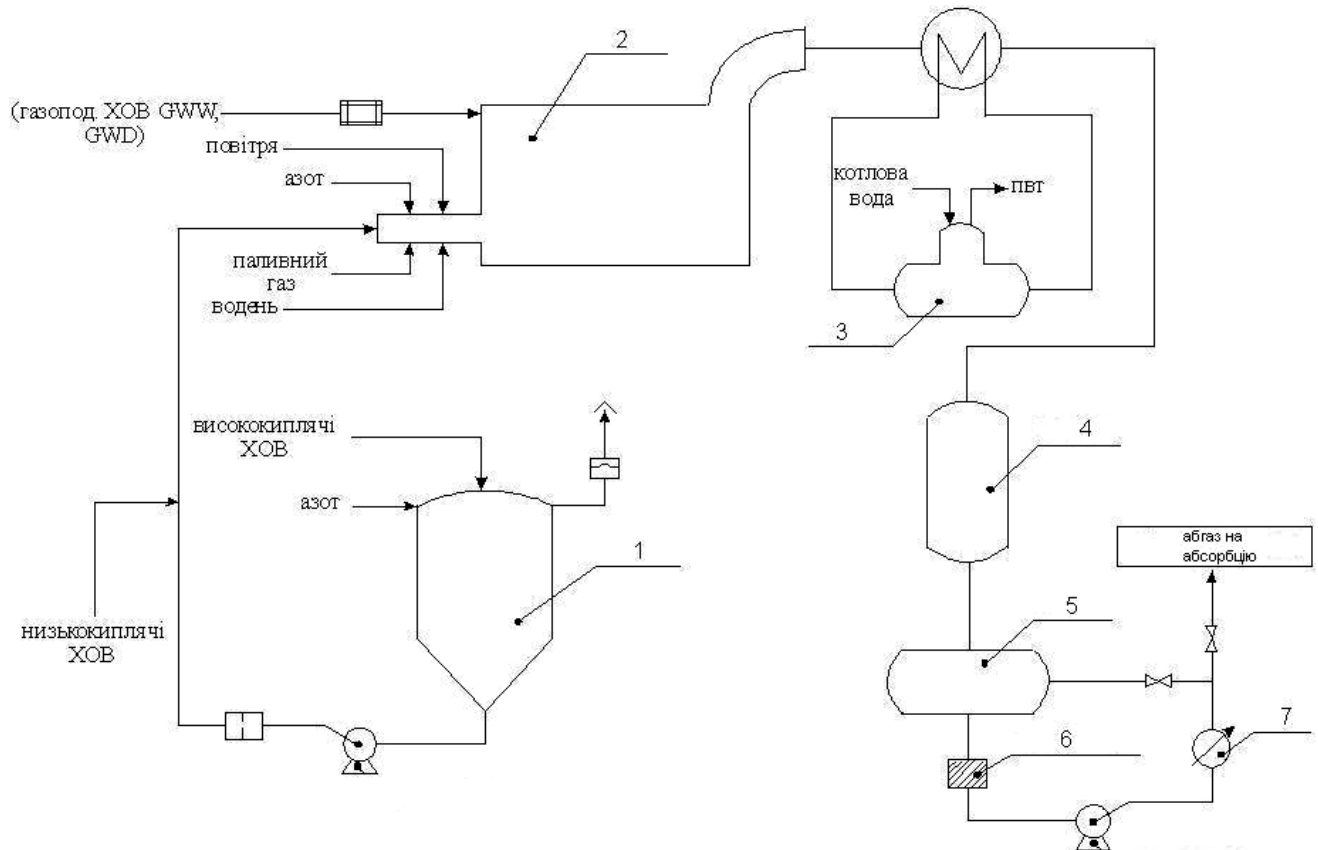 2
(газопод. ХОВ GWW,
GWD)
повітря
азот
котлова
вода
пвт
паливний
газ
водень
3
висококиплячі
ХОВ
4
азот
абгаз на
абсорбцію
1
5
низькокиплячі
ХОВ
6
7